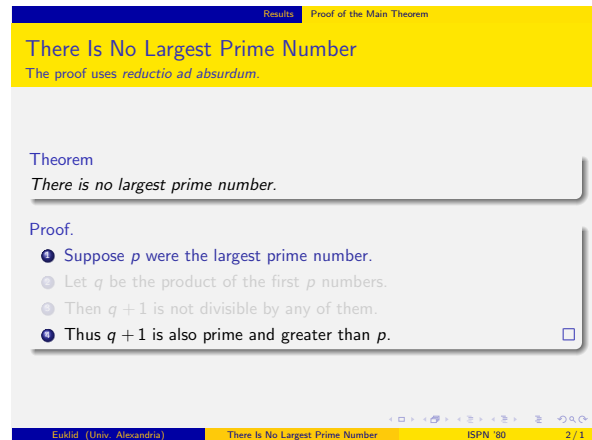 Results Proof of the Main Theorem
There Is No Largest Prime Number
The proof uses reductio ad absurdum.
Theorem
There is no largest prime number.
Proof.
1 Suppose p were the largest prime number.
2 Let q be the product of the first p numbers.
3 Then q + 1 is not divisible by any of them.
4 Thus q + 1 is also prime and greater than p.
Euklid (Univ. Alexandria) There Is No Largest Prime Number ISPN '80 2 / 1